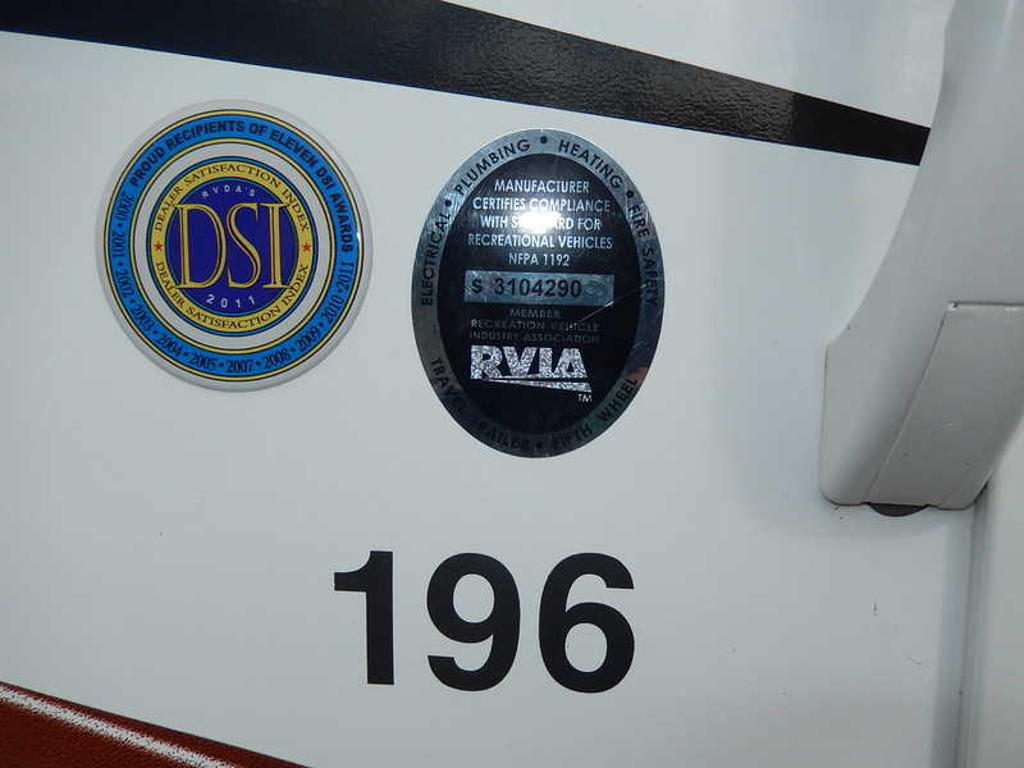 PROUD RECIPIENTS OF ELEVEN DSI AWARDS
2000 • 2001 • 2002 • 2003 • 2004 • 2005 • 2007 • 2008 • 2009 • 2010 • 2011
DEALER SATISFACTION INDEX
RVDA'S
DSI
2011
DEALER SATISFACTION INDEX
ELECTRICAL • PLUMBING • HEATING • FIRE SAFETY
MANUFACTURER
CERTIFIES COMPLIANCE
WITH FOR
RECREATIONAL VEHICLES
NFPA 1192
S 3104290
MEMBER
RECREATION VEHICLE
INDUSTRY ASSOCIATION
RVIA
TM
TRAVEL TRAILER • FIFTH WHEEL
196